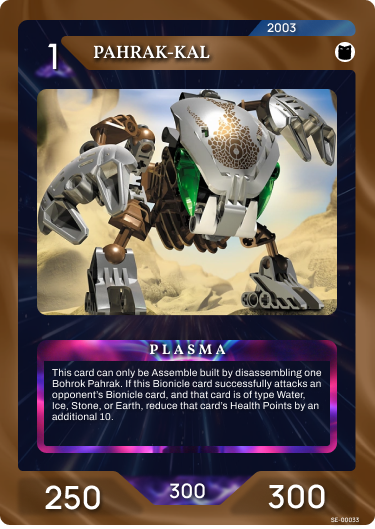 2003
1 PAHRAK-KAL
PLASMA
This card can only be Assemble built by disassembling one
Bohrok Pahrak. If this Bionicle card successfully attacks an
opponent's Bionicle card, and that card is of type Water,
Ice, Stone, or Earth, reduce that card's Health Points by an
additional 10.
250 300 300
SE-00033